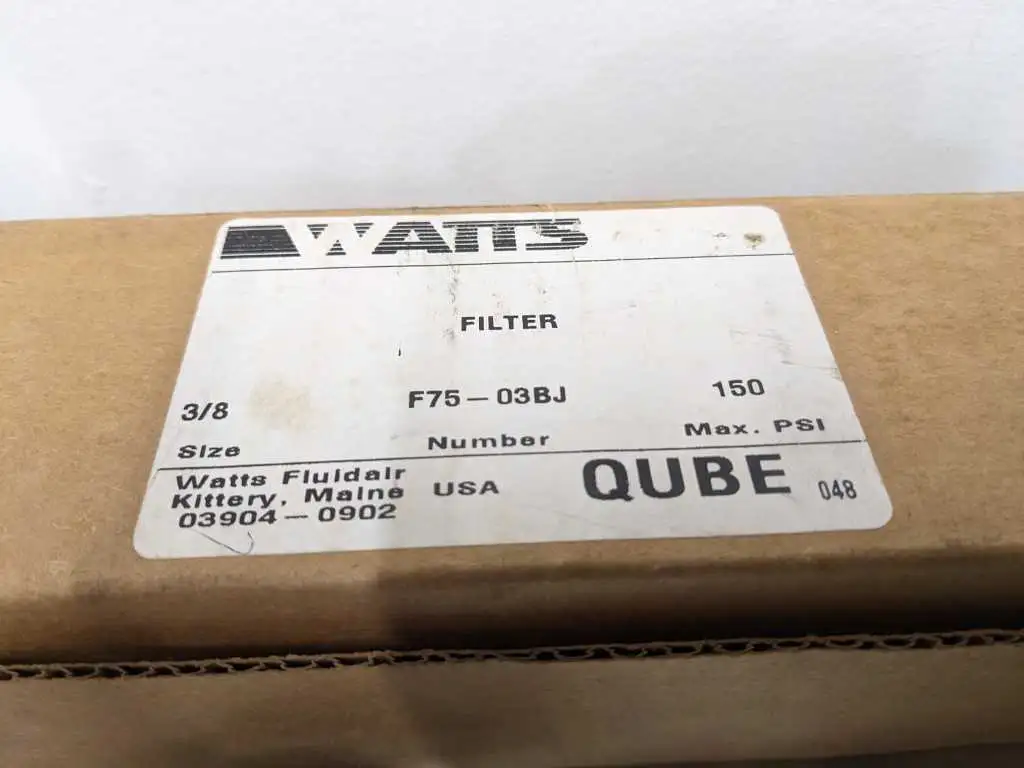 WATTS
FILTER
3/8 F75-03BJ 150
Size Number Max. PSI
Watts Fluidair
Kittery, Maine USA
03904-0902
QUBE 048